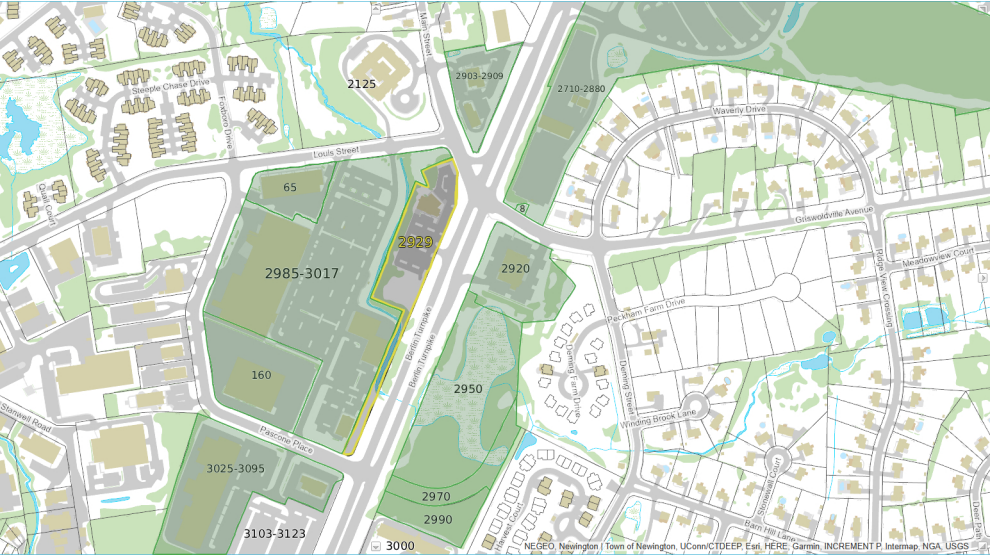 Main Street
2903-2909
2125
2710-2880
Steeple Chase Drive
Foxboro Drive
Waverly Drive
Louis Street
65
Quail Court
8
Griswoldville Avenue
2929
2985-3017
2920
Ridge View Crossing
Meadowview Court
Peckham Farm Drive
Berlin Turnpike
Berlin Turnpike
Deming Farm Drive
Deming Street
160
2950
Winding Brook Lane
Stanwell Road
Pascone Place
3025-3095
Stonewall Court
2970
Harvest Court
2990
Barn Hill Lane
Deer Path
3103-3123
3000
NEGEO, Newington | Town of Newington, UConn/CTDEEP, Esri, HERE, Garmin, INCREMENT P, Intermap, NGA, USGS